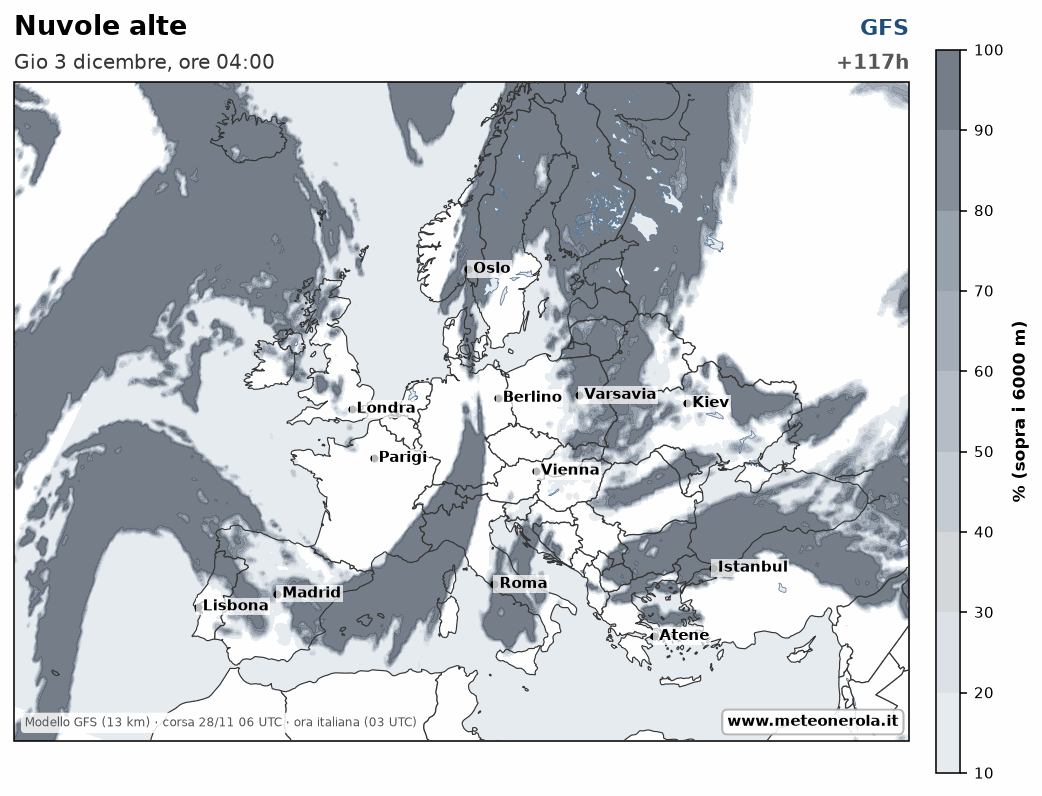 Nuvole alte
GFS
Gio 3 dicembre, ore 04:00
+117h
100
90
80
70
60
50
40
30
20
10
% (sopra i 6000 m)
Oslo
Berlino
Varsavia
Kiev
Londra
Parigi
Vienna
Istanbul
Roma
Madrid
Lisbona
Atene
Modello GFS (13 km) · corsa 28/11 06 UTC · ora italiana (03 UTC)
www.meteonerola.it